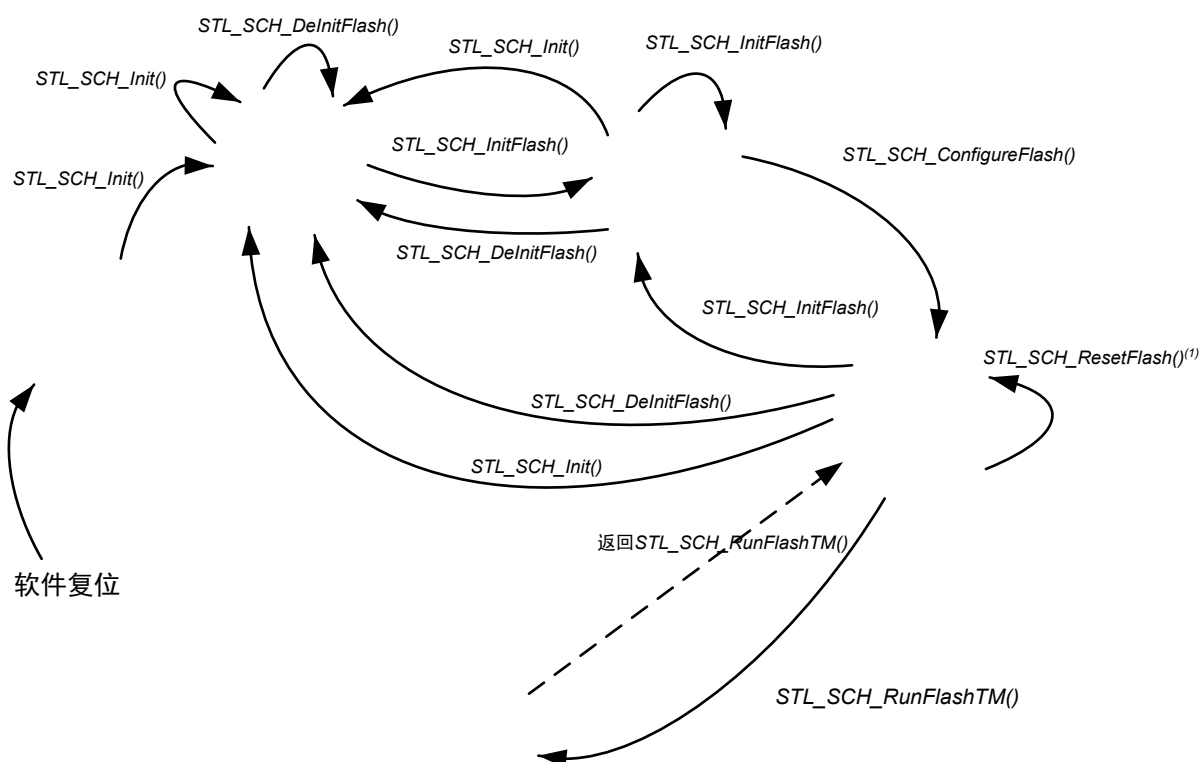 STL_SCH_DeInitFlash()
STL_SCH_Init()
STL_SCH_InitFlash()
STL_SCH_Init()
STL_SCH_InitFlash()
STL_SCH_ConfigureFlash()
STL_SCH_Init()
STL_SCH_DeInitFlash()
STL_SCH_InitFlash()
STL_SCH_ResetFlash()(1)
STL_SCH_DeInitFlash()
STL_SCH_Init()
返回STL_SCH_RunFlashTM()
软件复位
STL_SCH_RunFlashTM()